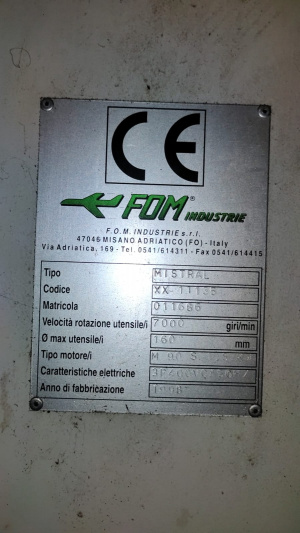 CE
FOM® INDUSTRIE
F.O.M. INDUSTRIE s.r.l.
47046 MISANO ADRIATICO (FO) - Italy
Via Adriatica, 169 - Tel. 0541/614311 - Fax 0541/614415
Tipo MISTRAL
Codice
Matricola
Velocità rotazione utensile/i 7000 giri/min
Ø max utensile/i 160 mm
Tipo motore/i M 90 S
Caratteristiche elettriche
Anno di fabbricazione